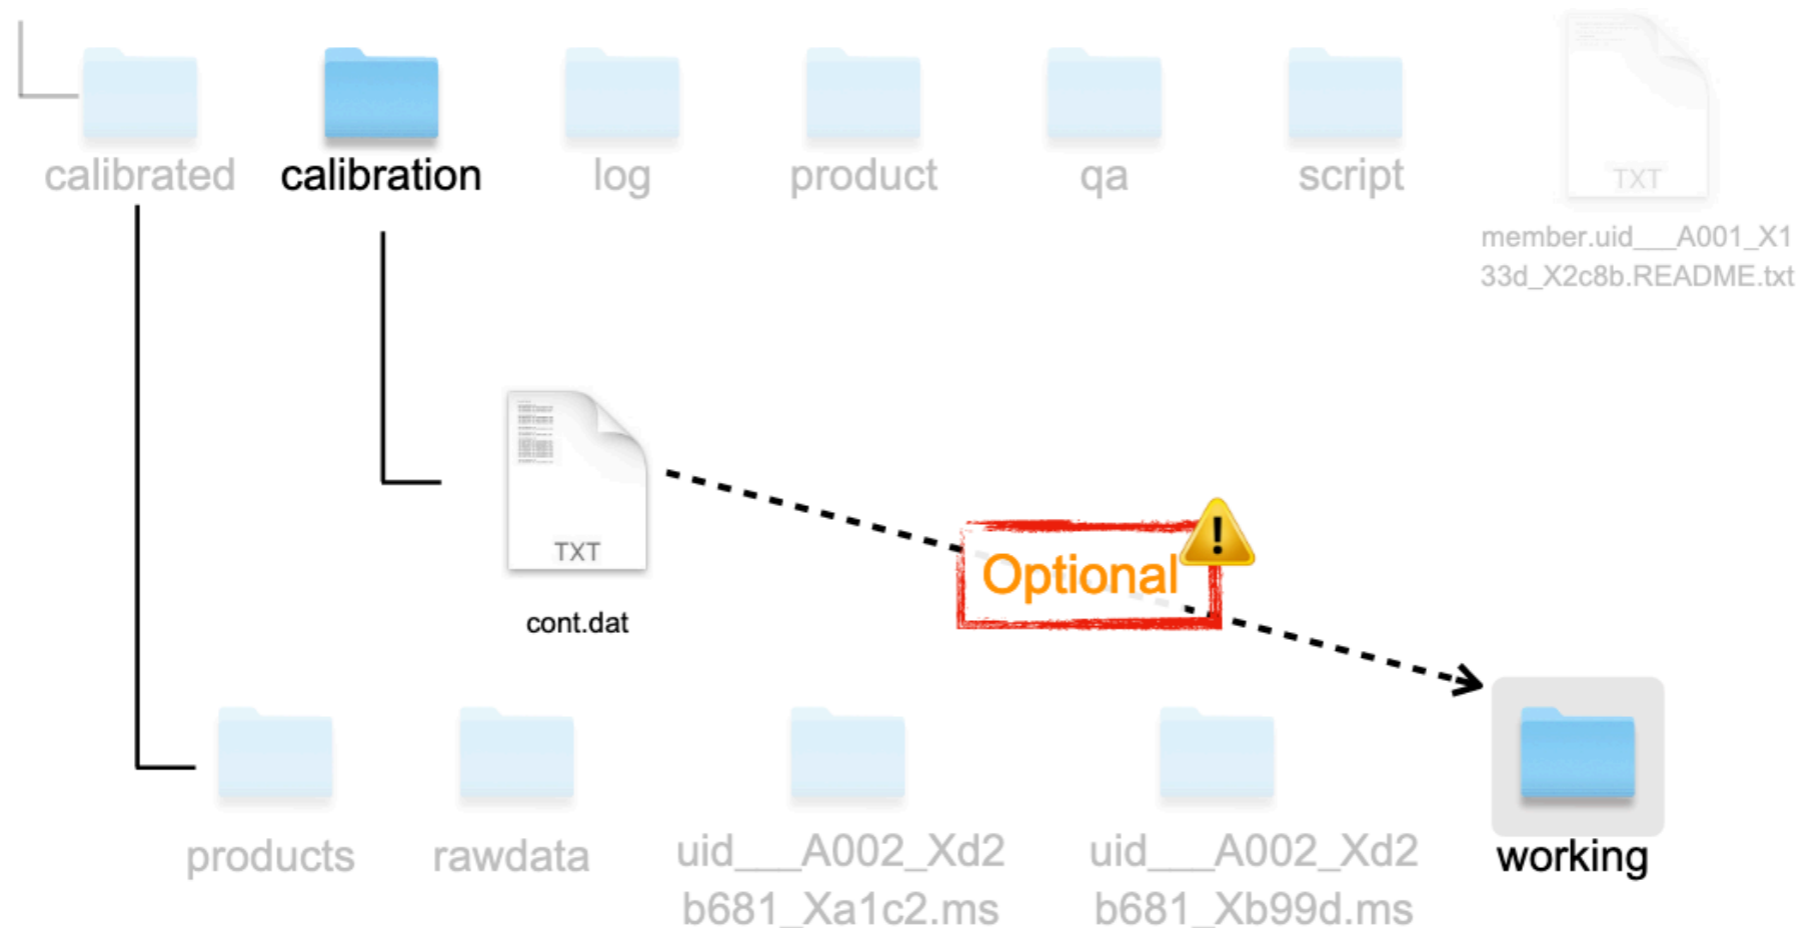 calibrated
calibration
log
product
qa
script
TXT
member.uid___A001_X1
33d_X2c8b.README.txt
TXT
cont.dat
Optional
products
rawdata
uid___A002_Xd2
b681_Xa1c2.ms
uid___A002_Xd2
b681_Xb99d.ms
working